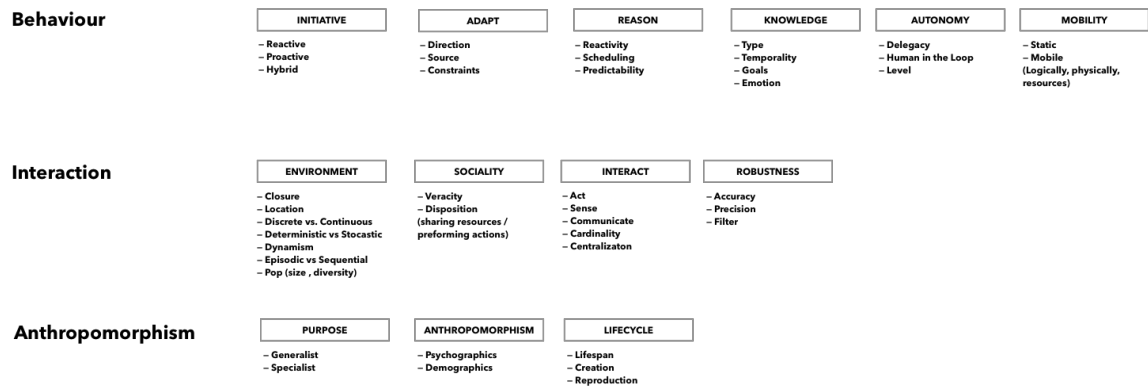 Behaviour
INITIATIVE
– Reactive
– Proactive
– Hybrid
ADAPT
– Direction
– Source
– Constraints
REASON
– Reactivity
– Scheduling
– Predictability
KNOWLEDGE
– Type
– Temporality
– Goals
– Emotion
AUTONOMY
– Delegacy
– Human in the Loop
– Level
MOBILITY
– Static
– Mobile
(Logically, physically,
resources)
Interaction
ENVIRONMENT
– Closure
– Location
– Discrete vs. Continuous
– Deterministic vs Stocastic
– Dynamism
– Episodic vs Sequential
– Pop (size , diversity)
SOCIALITY
– Veracity
– Disposition
(sharing resources /
preforming actions)
INTERACT
– Act
– Sense
– Communicate
– Cardinality
– Centralizaton
ROBUSTNESS
– Accuracy
– Precision
– Filter
Anthropomorphism
PURPOSE
– Generalist
– Specialist
ANTHROPOMORPHISM
– Psychographics
– Demographics
LIFECYCLE
– Lifespan
– Creation
– Reproduction